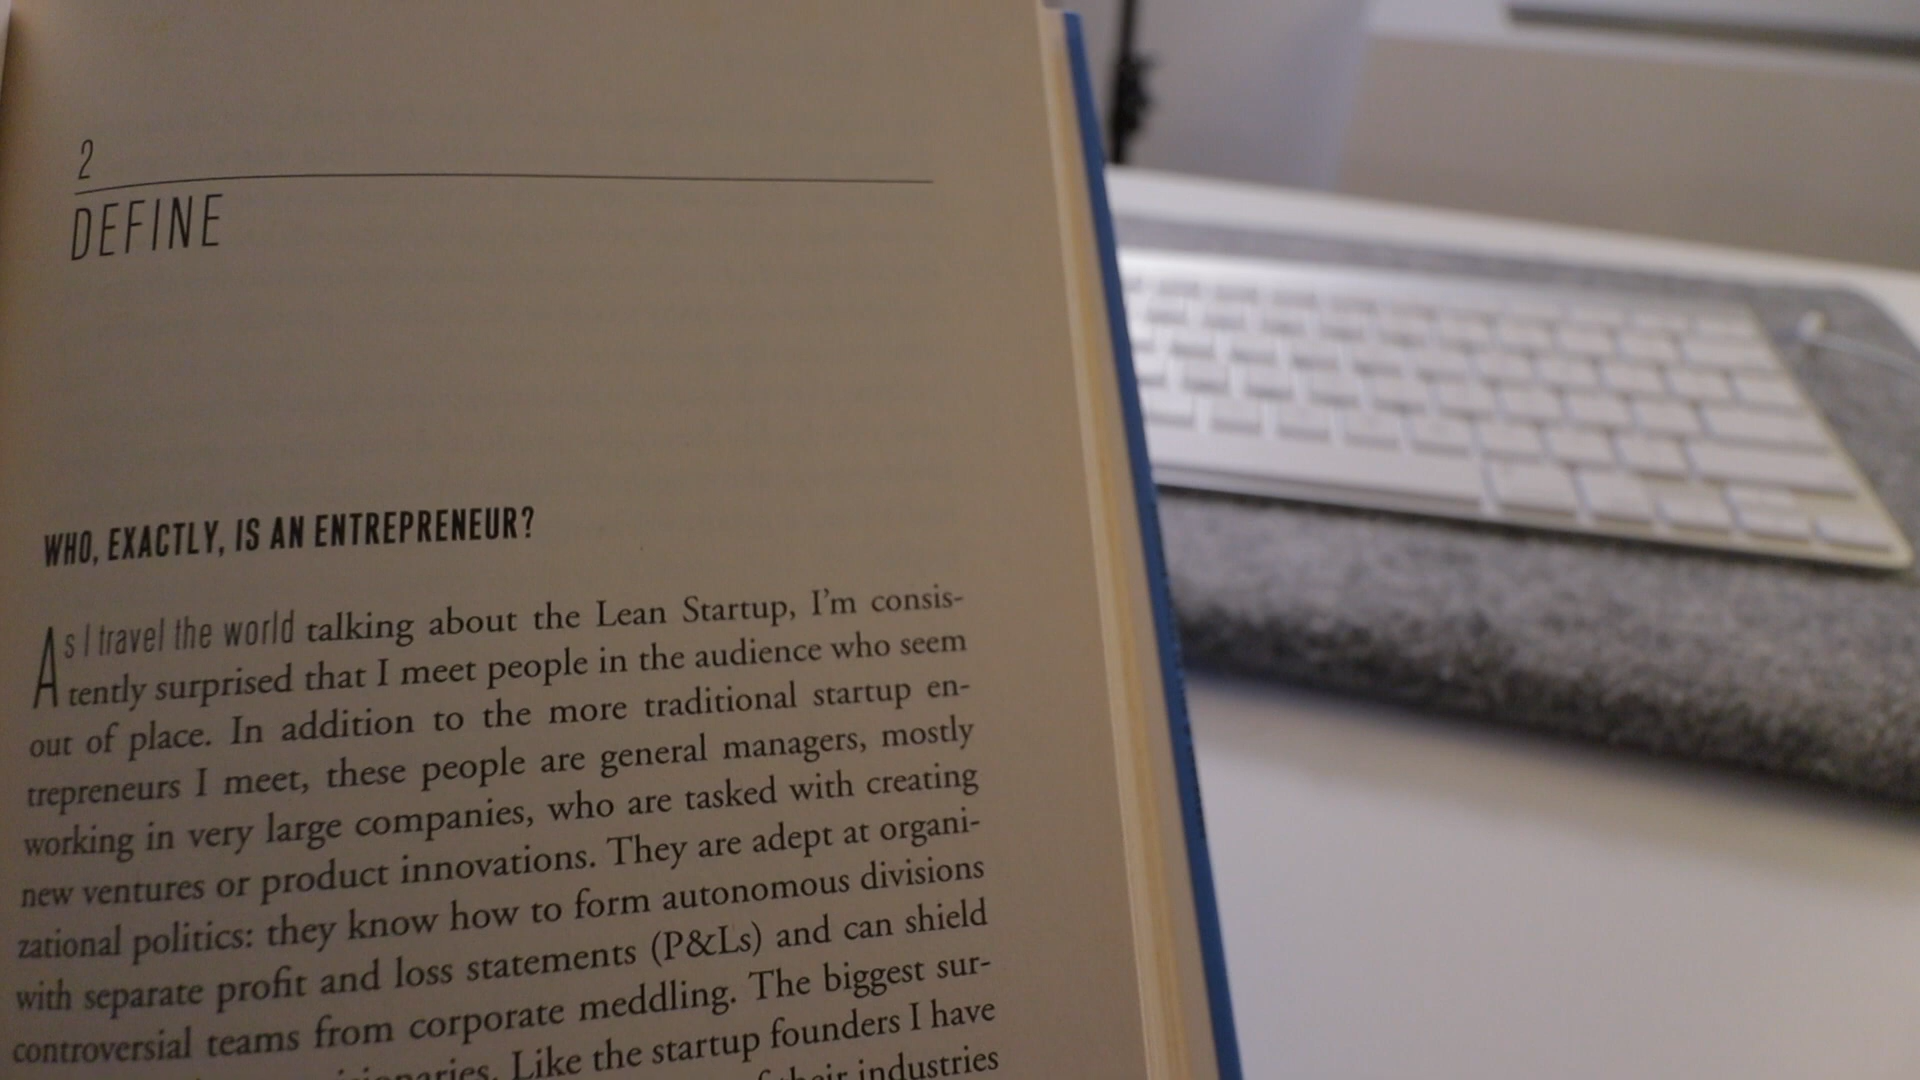 2
DEFINE
WHO, EXACTLY, IS AN ENTREPRENEUR?
As I travel the world talking about the Lean Startup, I'm consis-
tently surprised that I meet people in the audience who seem
out of place. In addition to the more traditional startup en-
trepreneurs I meet, these people are general managers, mostly
working in very large companies, who are tasked with creating
new ventures or product innovations. They are adept at organi-
zational politics: they know how to form autonomous divisions
with separate profit and loss statements (P&Ls) and can shield
controversial teams from corporate meddling. The biggest sur-
Like the startup founders I have
their industries